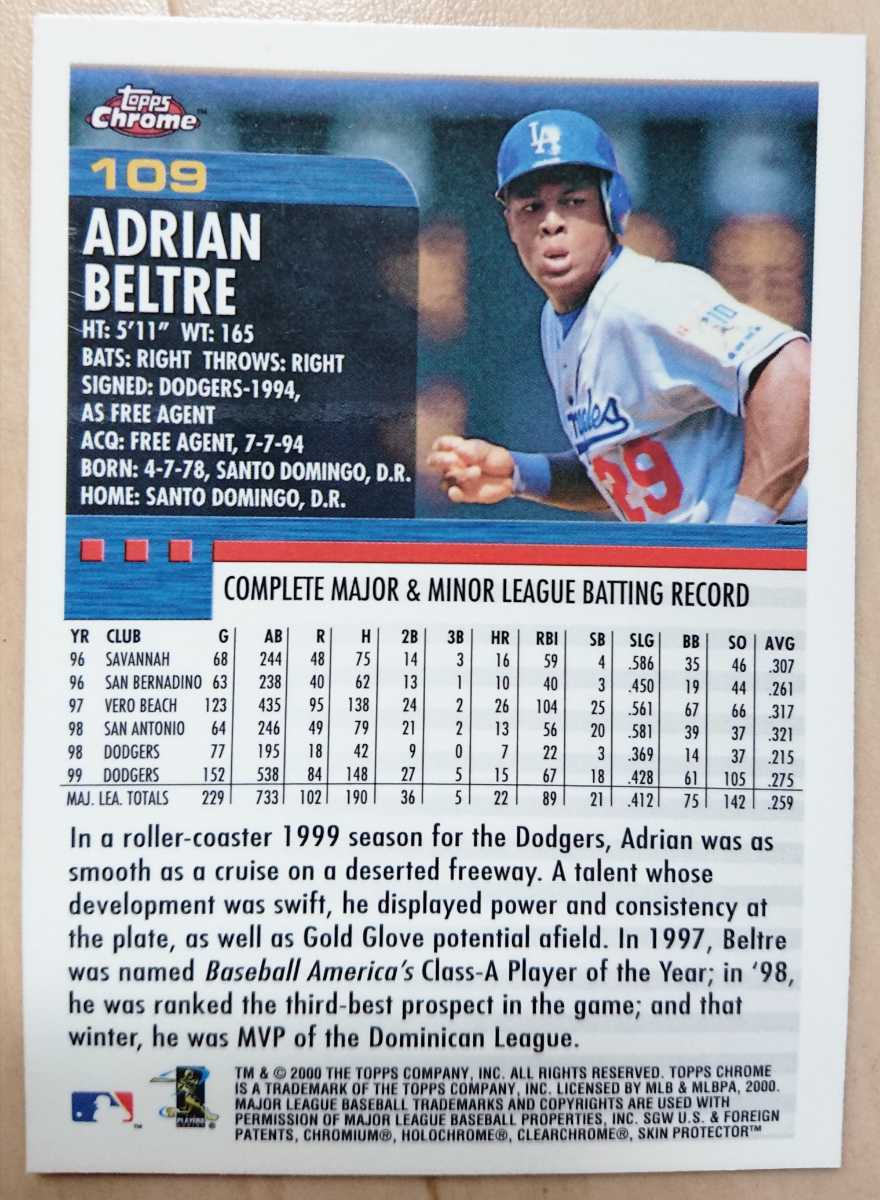 Topps
Chrome™
109
ADRIAN
BELTRE
HT: 5'11" WT: 165
BATS: RIGHT THROWS: RIGHT
SIGNED: DODGERS-1994,
AS FREE AGENT
ACQ: FREE AGENT, 7-7-94
BORN: 4-7-78, SANTO DOMINGO, D.R.
HOME: SANTO DOMINGO, D.R.
LA
10
29
COMPLETE MAJOR & MINOR LEAGUE BATTING RECORD
YR CLUB G AB R H 2B 3B HR RBI SB SLG BB SO AVG
96 SAVANNAH 68 244 48 75 14 3 16 59 4 .586 35 46 .307
96 SAN BERNADINO 63 238 40 62 13 1 10 40 3 .450 19 44 .261
97 VERO BEACH 123 435 95 138 24 2 26 104 25 .561 67 66 .317
98 SAN ANTONIO 64 246 49 79 21 2 13 56 20 .581 39 37 .321
98 DODGERS 77 195 18 42 9 0 7 22 3 .369 14 37 .215
99 DODGERS 152 538 84 148 27 5 15 67 18 .428 61 105 .275
MAJ. LEA. TOTALS 229 733 102 190 36 5 22 89 21 .412 75 142 .259
In a roller-coaster 1999 season for the Dodgers, Adrian was as
smooth as a cruise on a deserted freeway. A talent whose
development was swift, he displayed power and consistency at
the plate, as well as Gold Glove potential afield. In 1997, Beltre
was named Baseball America's Class-A Player of the Year; in '98,
he was ranked the third-best prospect in the game; and that
winter, he was MVP of the Dominican League.
PLAYERS
TM & © 2000 THE TOPPS COMPANY, INC. ALL RIGHTS RESERVED. TOPPS CHROME
IS A TRADEMARK OF THE TOPPS COMPANY, INC. LICENSED BY MLB & MLBPA, 2000.
MAJOR LEAGUE BASEBALL TRADEMARKS AND COPYRIGHTS ARE USED WITH
PERMISSION OF MAJOR LEAGUE BASEBALL PROPERTIES, INC. SGW U.S. & FOREIGN
PATENTS, CHROMIUM®, HOLOCHROME®, CLEARCHROME®, SKIN PROTECTOR™